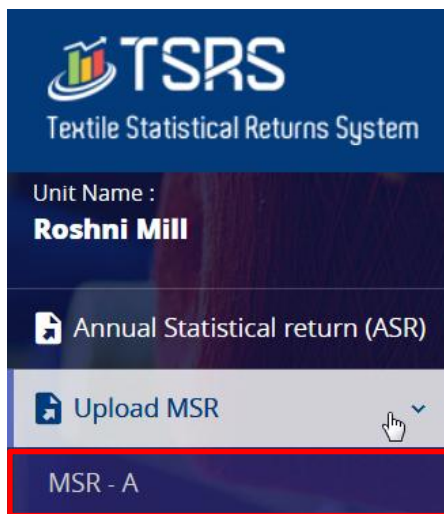 TSRS
Textile Statistical Returns System
Unit Name :
Roshni Mill
Annual Statistical return (ASR)
Upload MSR
MSR - A